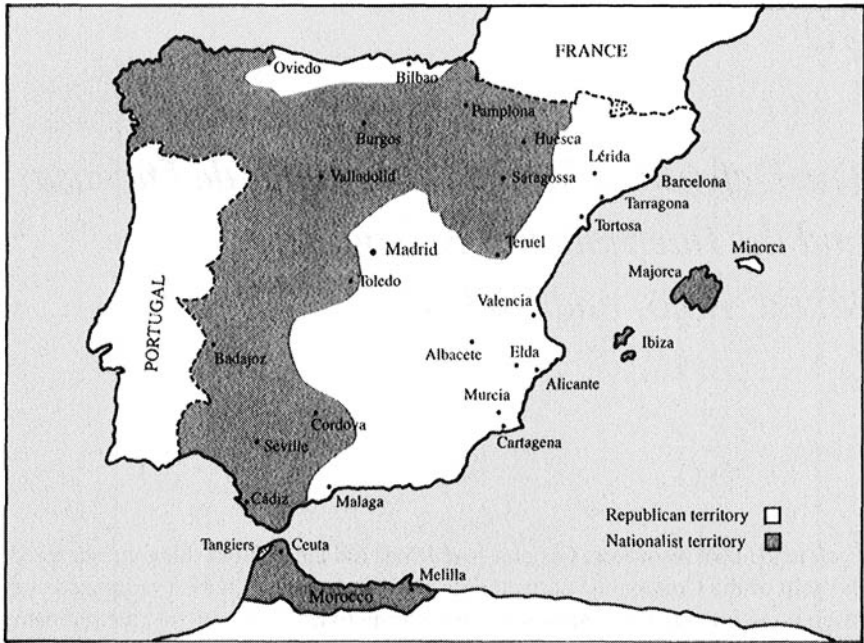 FRANCE
Oviedo
Bilbao
Pamplona
Burgos
Huesca
Lérida
Valladolid
Saragossa
Barcelona
Tarragona
Tortosa
Madrid
Teruel
Minorca
Majorca
Toledo
PORTUGAL
Valencia
Ibiza
Badajoz
Albacete
Elda
Alicante
Murcia
Cordova
Cartagena
Seville
Cádiz
Malaga
Republican territory
Nationalist territory
Tangiers
Ceuta
Melilla
Morocco